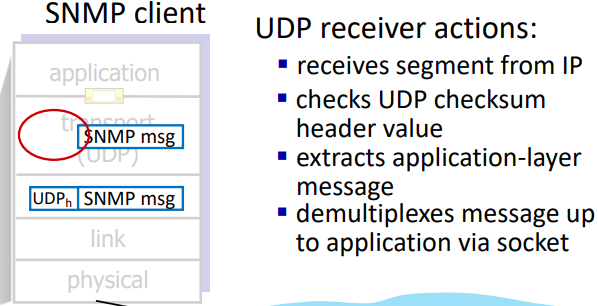 SNMP client
application
transport
SNMP msg
(UDP)
UDPh SNMP msg
link
physical
UDP receiver actions:
▪ receives segment from IP
▪ checks UDP checksum
header value
▪ extracts application-layer
message
▪ demultiplexes message up
to application via socket